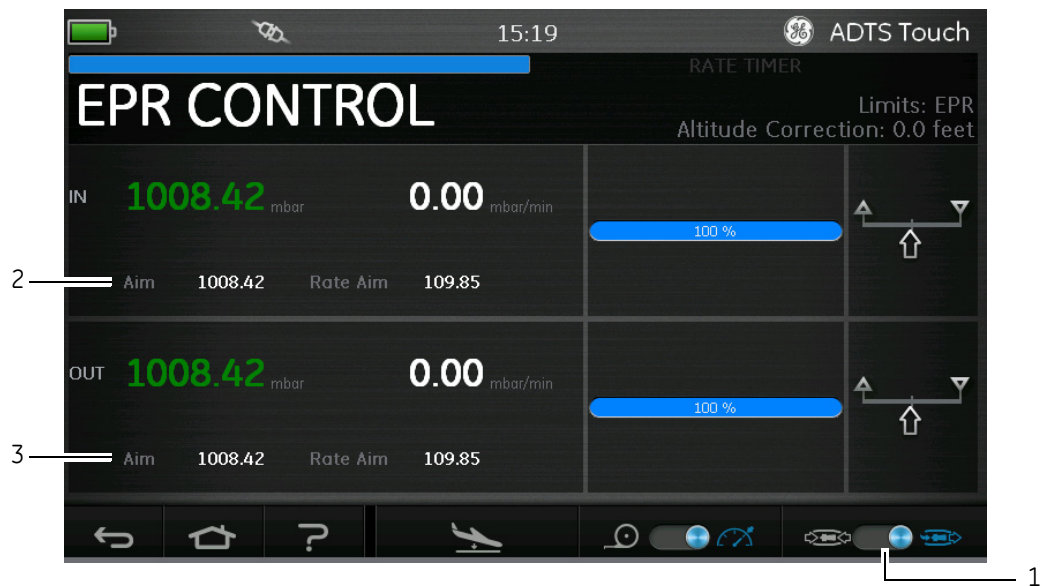 15:19
ADTS Touch
RATE TIMER
EPR CONTROL
Limits: EPR
Altitude Correction: 0.0 feet
IN 1008.42 mbar 0.00 mbar/min
100 %
2 Aim 1008.42 Rate Aim 109.85
OUT 1008.42 mbar 0.00 mbar/min
100 %
3 Aim 1008.42 Rate Aim 109.85
?
1